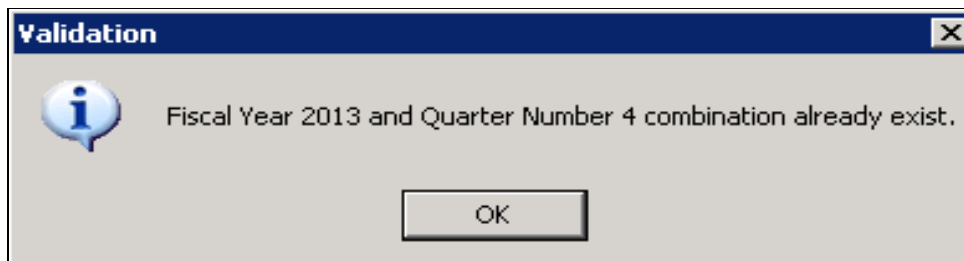 Validation
Fiscal Year 2013 and Quarter Number 4 combination already exist.
OK